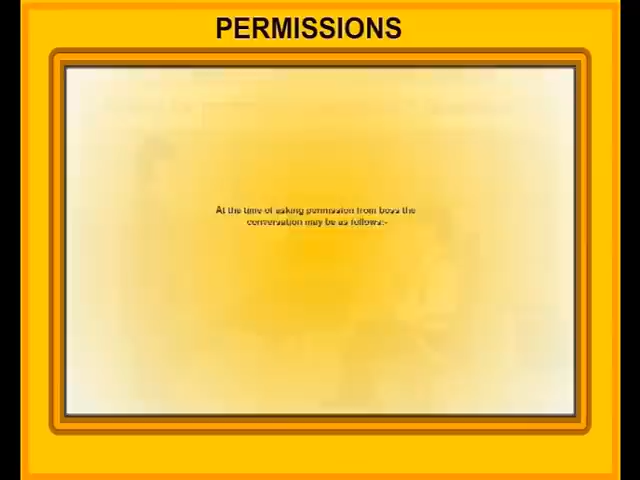 PERMISSIONS
At the time of asking permission from boss the
conversation may be as follows:-